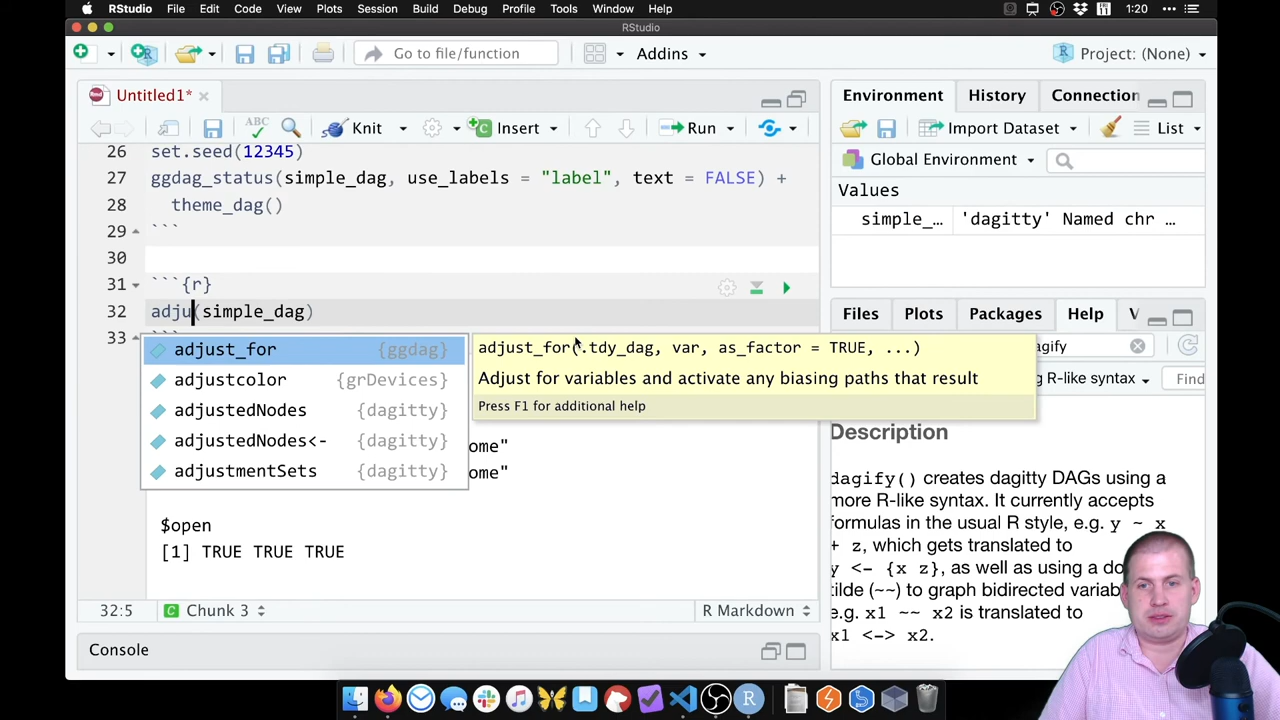 RStudio File Edit Code View Plots Session Build Debug Profile Tools Window Help 1:20
RStudio
Go to file/function Addins Project: (None)
Untitled1*
Knit Insert Run
ABC
26 set.seed(12345)
27 ggdag_status(simple_dag, use_labels = "label", text = FALSE) +
28 theme_dag()
29 ```
30
31 ```{r}
32 adju(simple_dag)
33 ```
adjust_for {ggdag}
adjustcolor {grDevices}
adjustedNodes {dagitty}
adjustedNodes<- {dagitty}
adjustmentSets {dagitty}
adjust_for(.tdy_dag, var, as_factor = TRUE, ...)
Adjust for variables and activate any biasing paths that result
Press F1 for additional help
ome"
ome"
$open
[1] TRUE TRUE TRUE
32:5 Chunk 3 R Markdown
Console
Environment History Connection
Import Dataset List
Global Environment
Values
simple_… 'dagitty' Named chr …
Files Plots Packages Help V
agify
g R-like syntax Find
Description
dagify() creates dagitty DAGs using a
more R-like syntax. It currently accepts
formulas in the usual R style, e.g. y ~ x
+ z, which gets translated to
y <- {x z}, as well as using a do
tilde (~~) to graph bidirected variab
e.g. x1 ~~ x2 is translated to
x1 <-> x2.